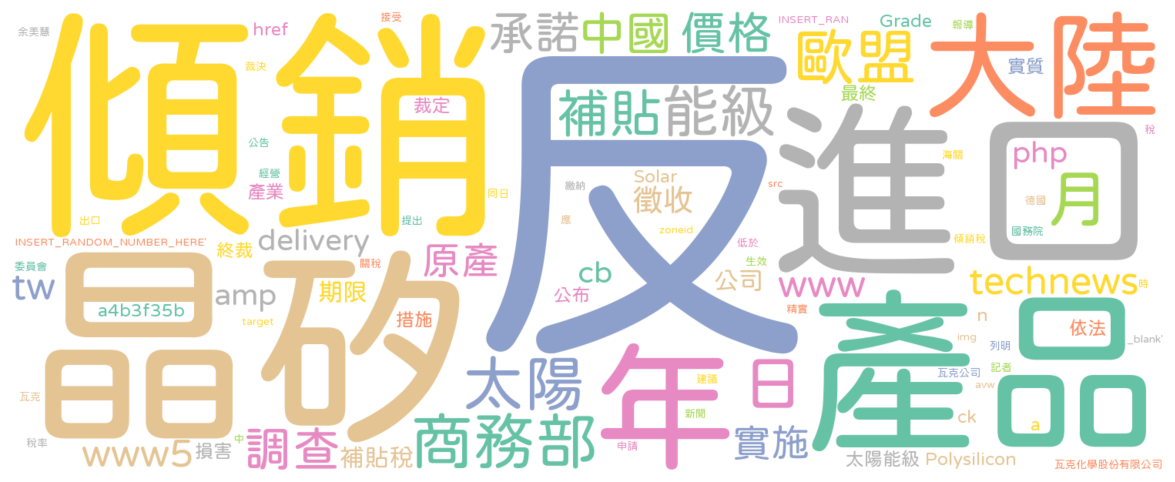 傾銷
反
進口
大陸
產品
晶矽
年
承諾
中國
價格
歐盟
Grade
INSERT_RAN
報導
接受
href
余美慧
裁決
裁定
補貼
能級
最終
實質
稅
公告
經營
產業
同日
繳納
Solar
徵收
應
src
zoneid
海關
php
月
德國
國務院
傾銷稅
出口
提出
INSERT_RANDOM_NUMBER_HERE'
終裁
delivery
原產
關稅
低於
生效
cb
公司
公布
www
technews
時
委員會
tw
a4b3f35b
amp
期限
target
措施
精實
n
img
列明
依法
_blank'
太陽
日
建議
新聞
申請
記者
瓦克公司
avw
ck
a
瓦克
稅率
www5
損害
中
調查
補貼稅
商務部
實施
太陽能級
Polysilicon
瓦克化學股份有限公司